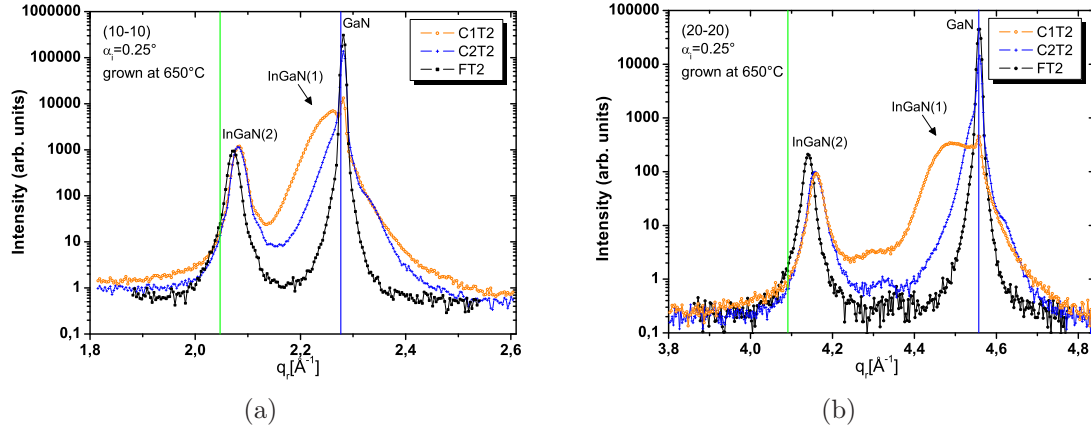 (10-10)
αi=0.25°
grown at 650°C
GaN
InGaN(1)
InGaN(2)
C1T2
C2T2
FT2
Intensity (arb. units)
1000000
100000
10000
1000
100
10
1
0,1
1,8
2,0
2,2
2,4
2,6
qr[Å-1]
(a)
(20-20)
αi=0.25°
grown at 650°C
GaN
InGaN(1)
InGaN(2)
C1T2
C2T2
FT2
Intensity (arb. units)
100000
10000
1000
100
10
1
0,1
3,8
4,0
4,2
4,4
4,6
4,8
qr[Å-1]
(b)